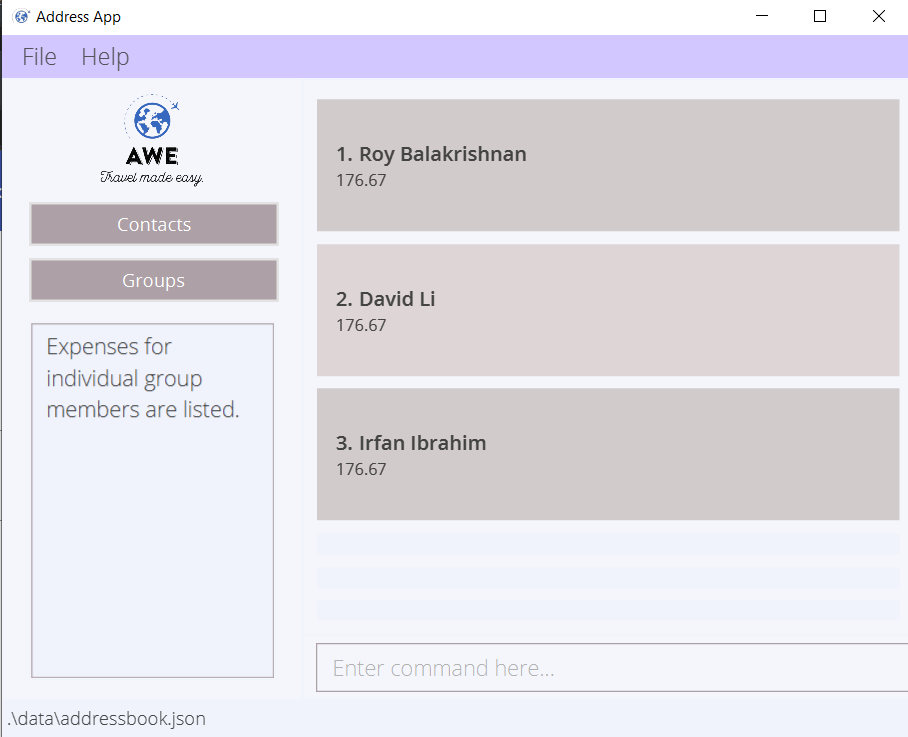 Address App
File Help
AWE
Travel made easy.
Contacts
Groups
Expenses for
individual group
members are listed.
1. Roy Balakrishnan
176.67
2. David Li
176.67
3. Irfan Ibrahim
176.67
Enter command here...
.\data\addressbook.json